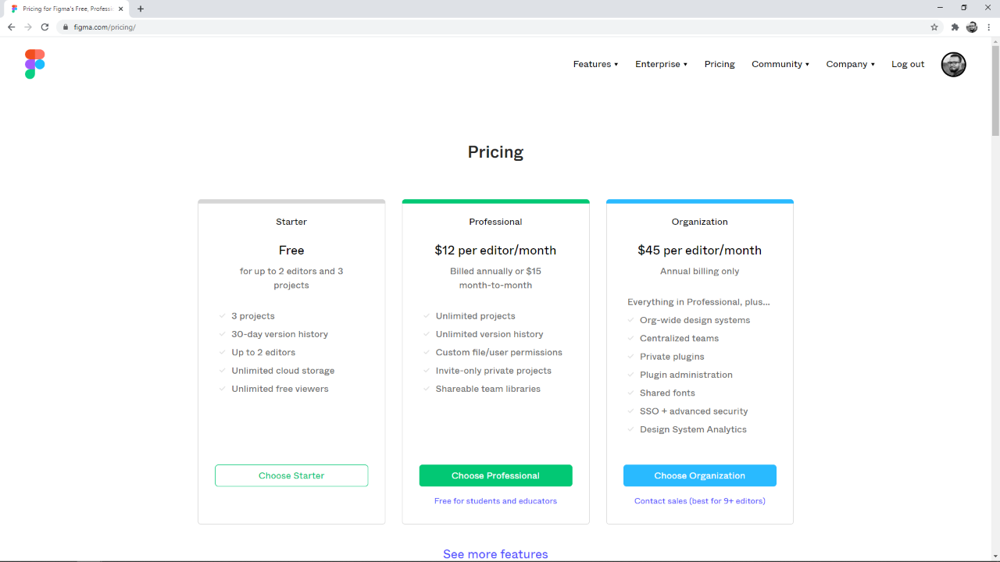 Pricing for Figma's Free, Professi
figma.com/pricing/
Features ▾ Enterprise ▾ Pricing Community ▾ Company ▾ Log out
Pricing
Starter
Free
for up to 2 editors and 3
projects
3 projects
30-day version history
Up to 2 editors
Unlimited cloud storage
Unlimited free viewers
Choose Starter
Professional
$12 per editor/month
Billed annually or $15
month-to-month
Unlimited projects
Unlimited version history
Custom file/user permissions
Invite-only private projects
Shareable team libraries
Choose Professional
Free for students and educators
Organization
$45 per editor/month
Annual billing only
Everything in Professional, plus...
Org-wide design systems
Centralized teams
Private plugins
Plugin administration
Shared fonts
SSO + advanced security
Design System Analytics
Choose Organization
Contact sales (best for 9+ editors)
See more features